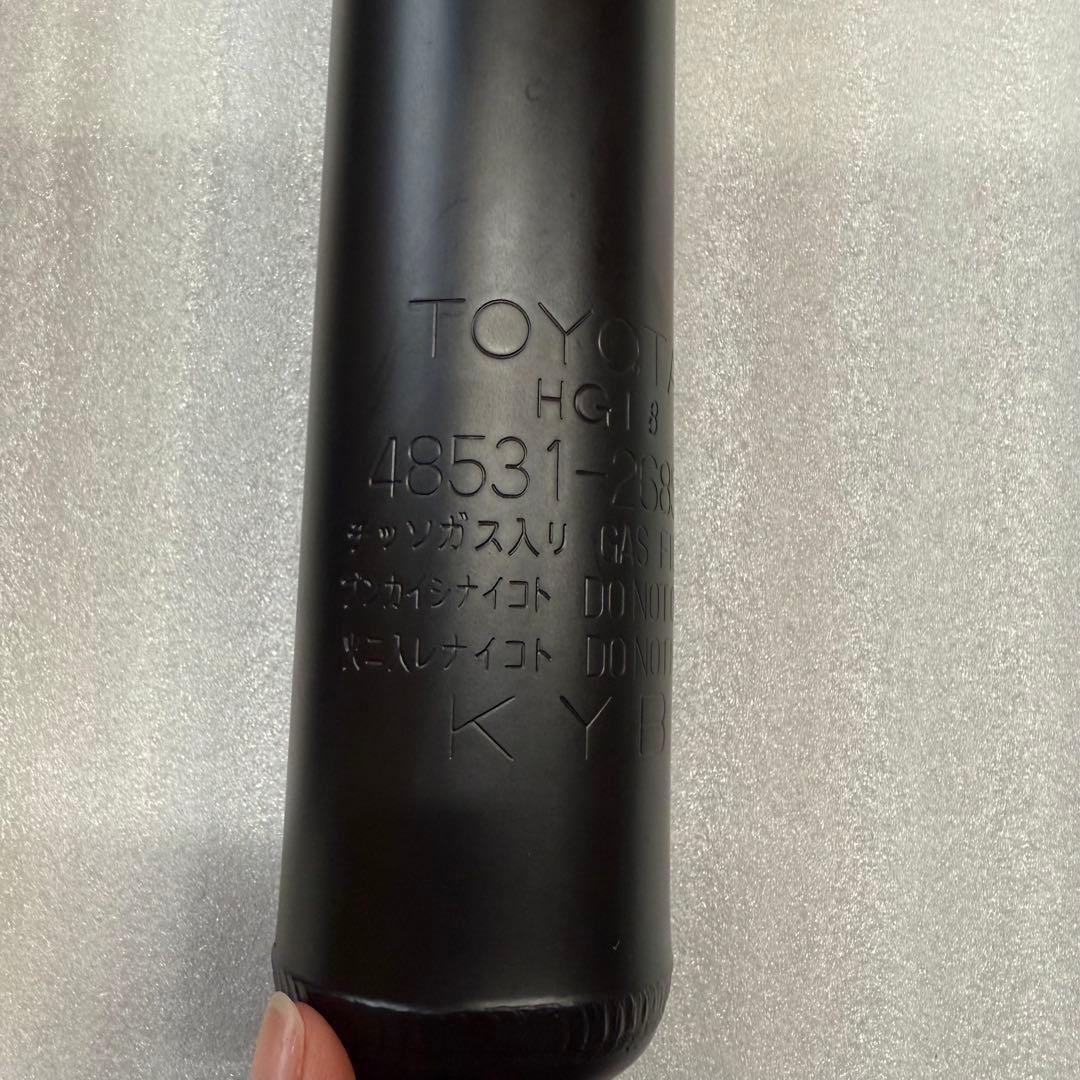 TOYOTA
HG18
48531-268
チッソガス入リ GAS
ブンカイシナイコト DO NOT
火ニ入レナイコト DO NOT
KYB